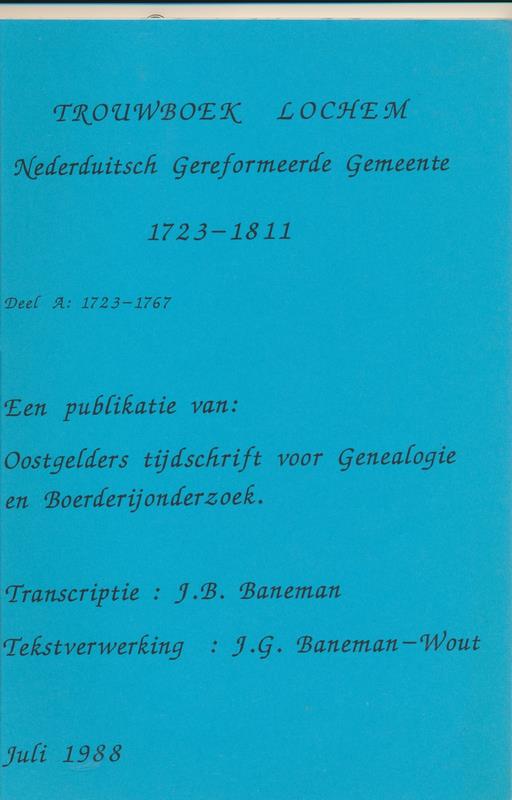 TROUWBOEK LOCHEM
Nederduitsch Gereformeerde Gemeente
1723-1811
Deel A: 1723-1767
Een publikatie van:
Oostgelders tijdschrift voor Genealogie
en Boerderijonderzoek.
Transcriptie : J.B. Baneman
Tekstverwerking : J.G. Baneman-Wout
Juli 1988